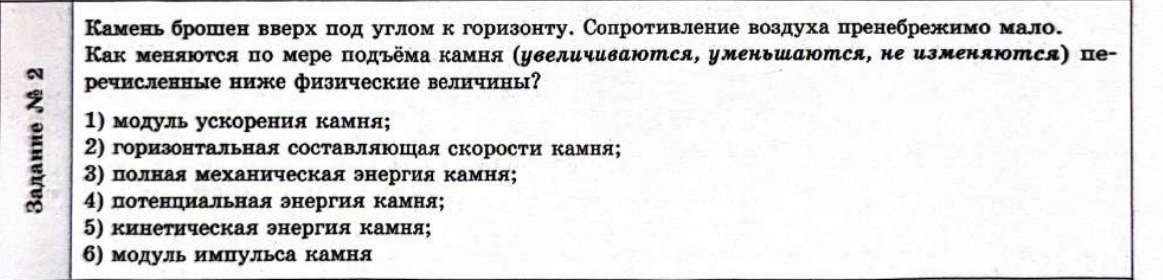 Задание № 2
Камень брошен вверх под углом к горизонту. Сопротивление воздуха пренебрежимо мало.
Как меняются по мере подъёма камня (увеличиваются, уменьшаются, не изменяются) пе-
речисленные ниже физические величины?
1) модуль ускорения камня;
2) горизонтальная составляющая скорости камня;
3) полная механическая энергия камня;
4) потенциальная энергия камня;
5) кинетическая энергия камня;
6) модуль импульса камня